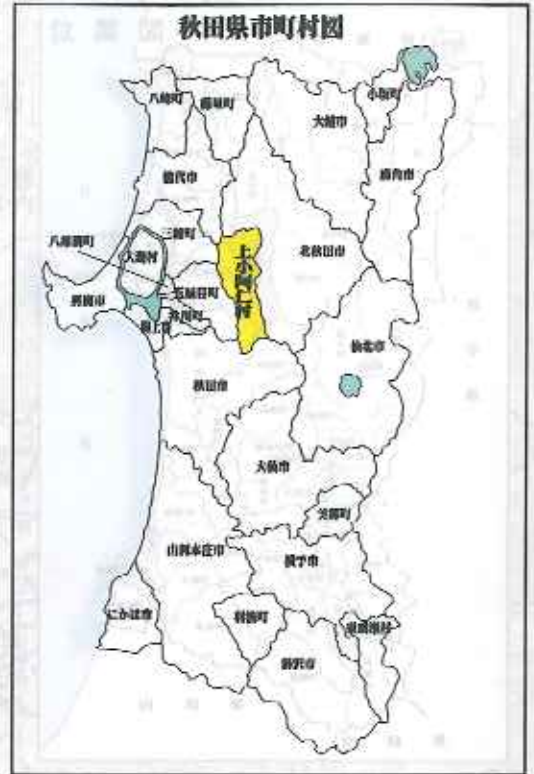 秋田県市町村図
八峰町
藤里町
大館市
小坂町
鹿角市
能代市
三種町
八郎潟町
大潟村
上小阿仁村
北秋田市
男鹿市
五城目町
井川町
潟上市
仙北市
秋田市
大仙市
美郷町
由利本荘市
横手市
にかほ市
羽後町
東成瀬村
湯沢市